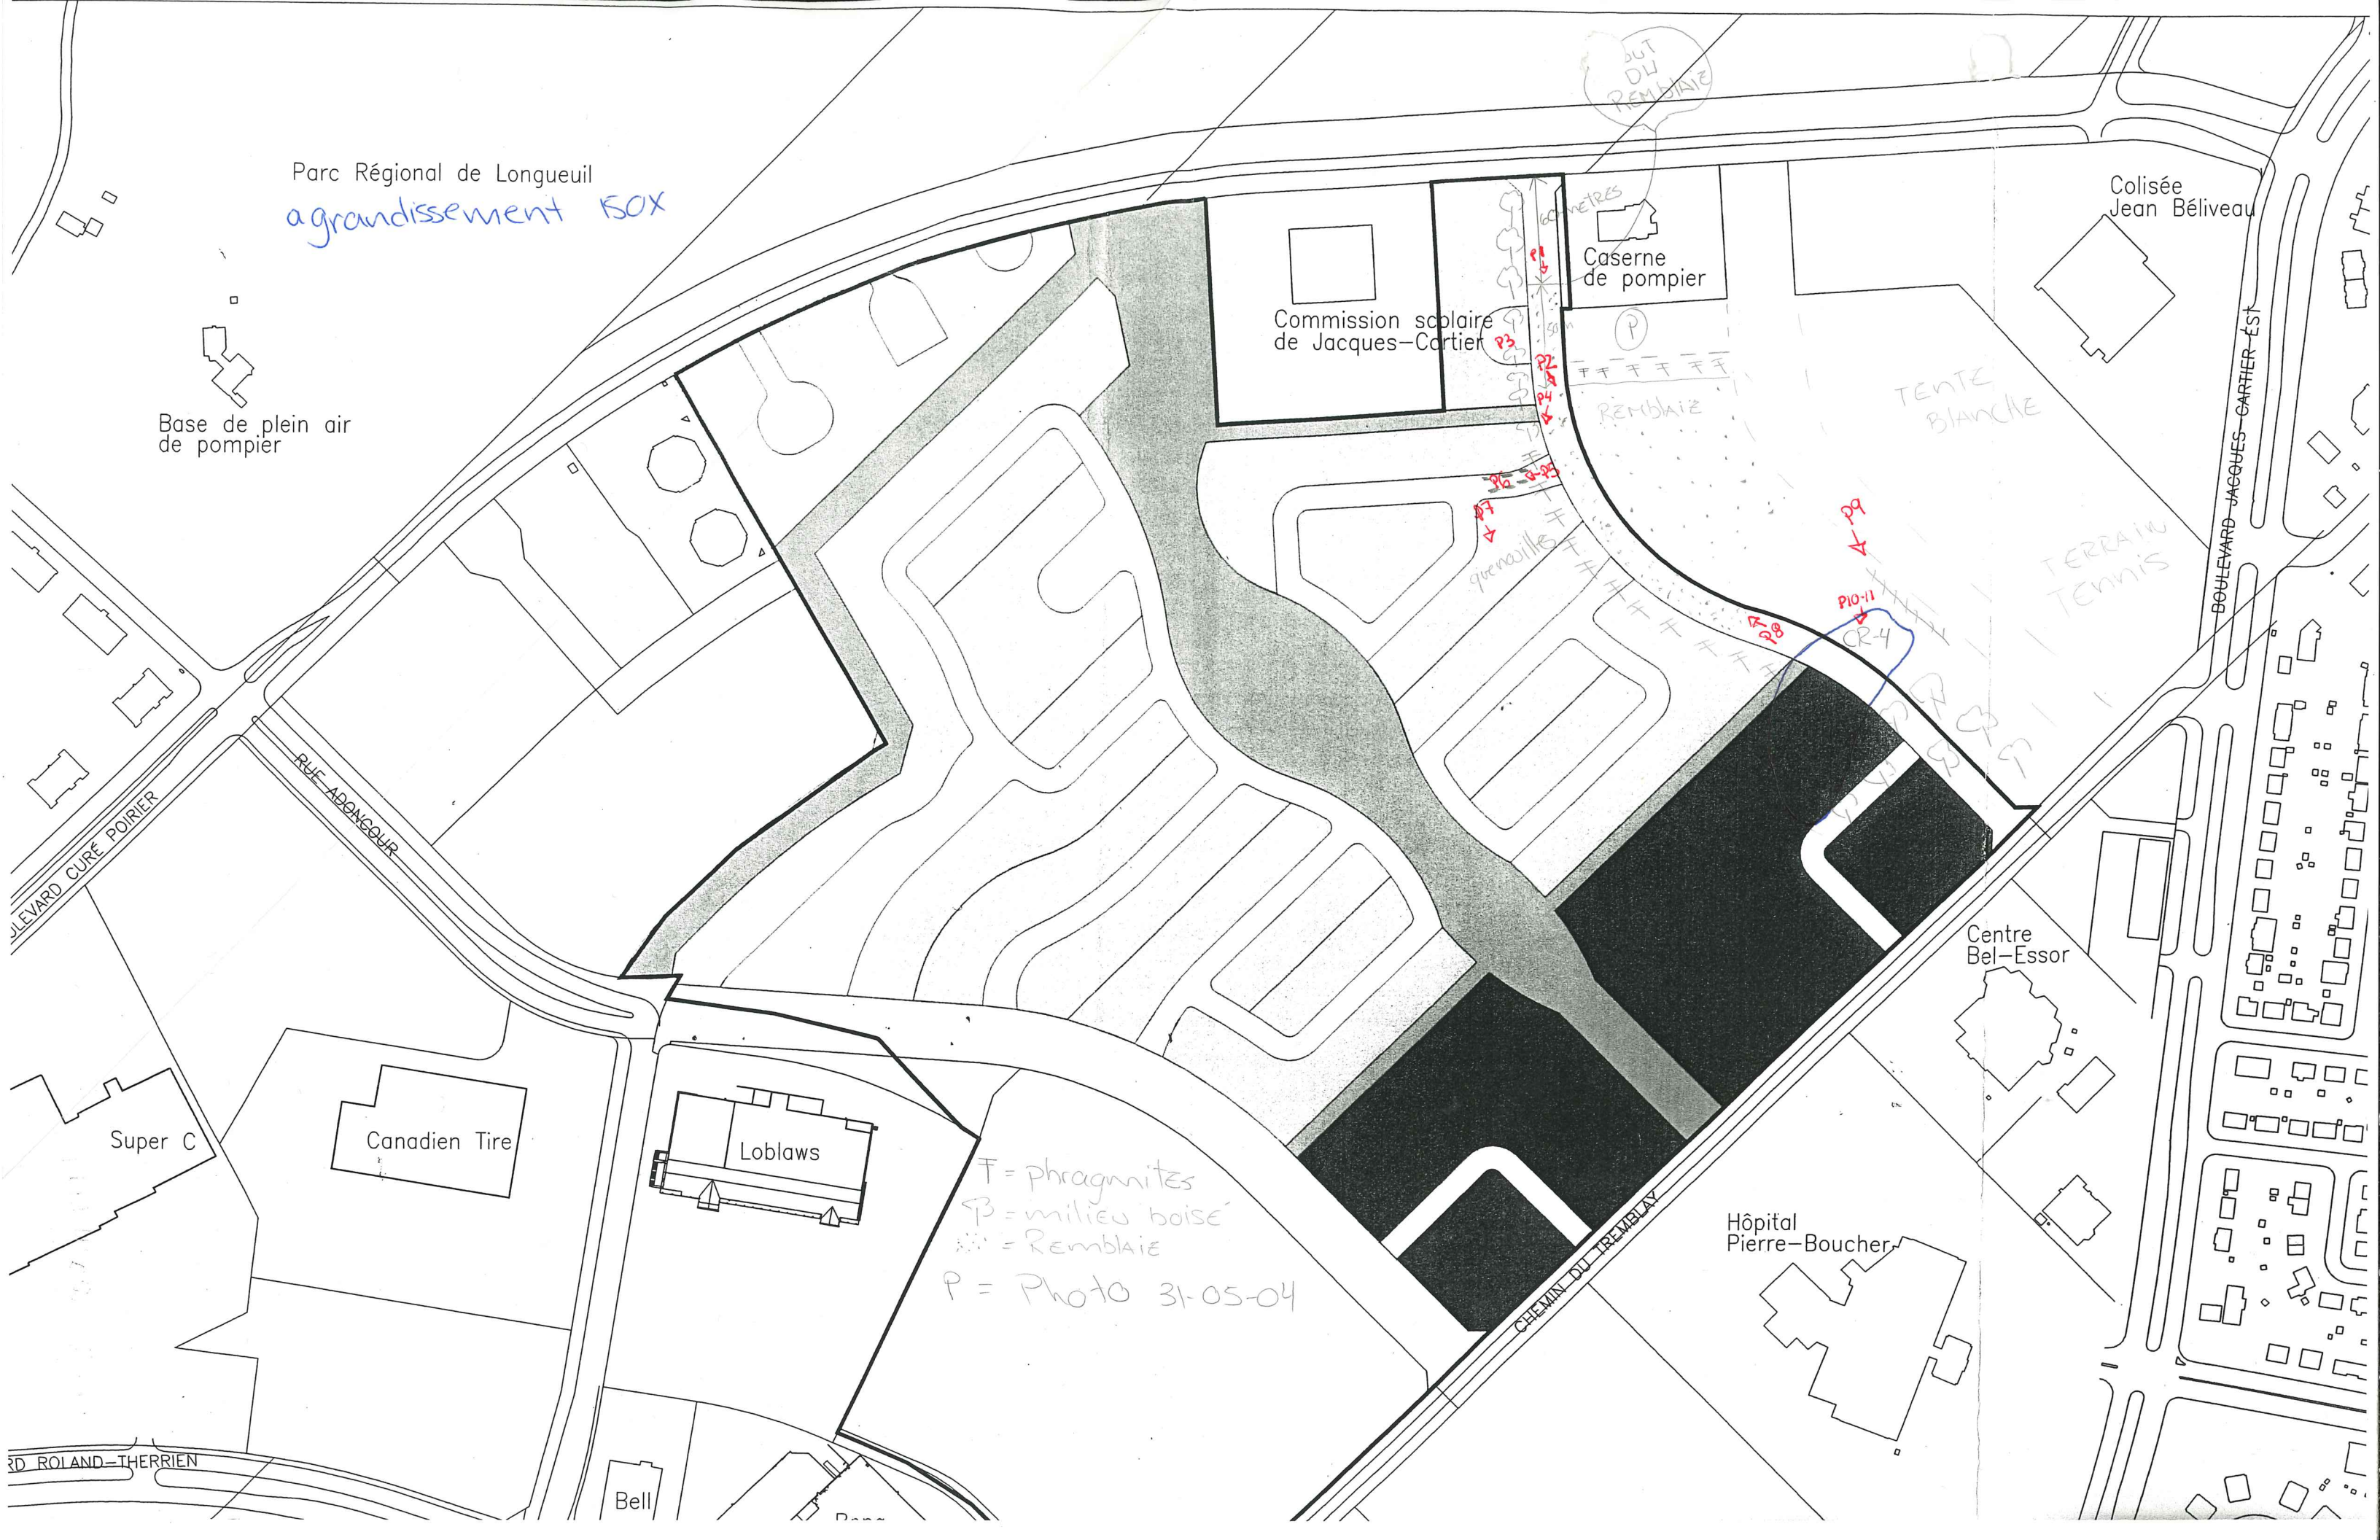 OUT
DU
REMBLAIE
Parc Régional de Longueuil
agrandissement 150X
Colisée
Jean Béliveau
60 MÈTRES
P1
Caserne
de pompier
Commission scolaire
de Jacques-Cartier
P3
50m
P
P2
P4
REMBLAIE
TENTE
BLANCHE
Base de plein air
de pompier
BOULEVARD JACQUES-CARTIER-EST
P6
P5
P7
P9
quenouilles
TERRAIN
TENNIS
P10-11
P8
CR-4
RUE ADONCOUR
ULEVARD CURÉ POIRIER
Centre
Bel-Essor
Super C
Canadien Tire
Loblaws
T = phragmites
= milieu boisé
= Remblaie
P = Photo 31-05-04
CHEMIN DU TREMBLAY
Hôpital
Pierre-Boucher
RD ROLAND-THERRIEN
Bell